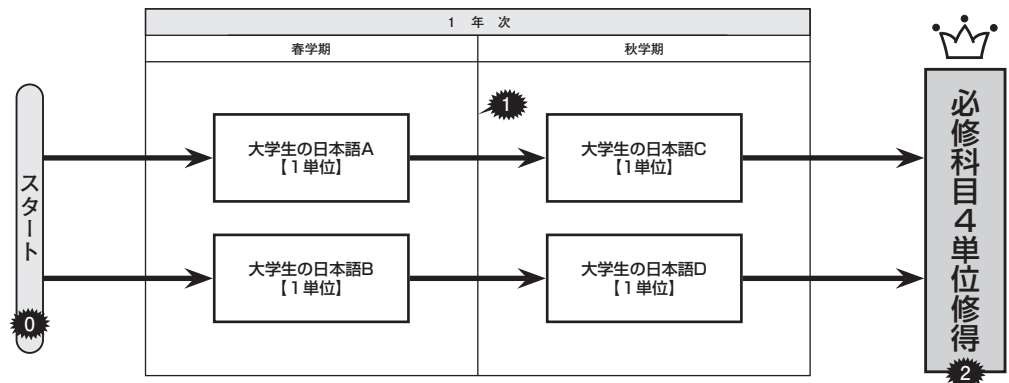 1 年 次
春学期
秋学期
スタート
0
大学生の日本語A
【1単位】
1
大学生の日本語C
【1単位】
大学生の日本語B
【1単位】
大学生の日本語D
【1単位】
必修科目4単位修得
2